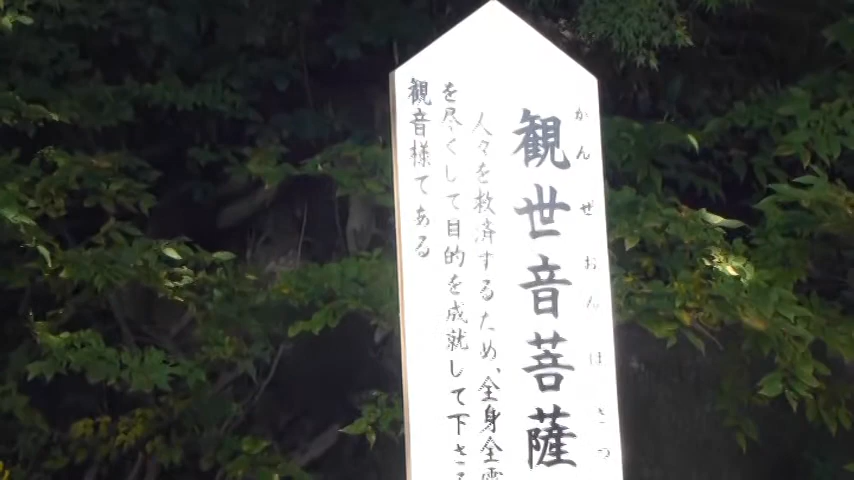 かんぜおんぼさつ
観世音菩薩
人々を救済するため、全身全霊
を尽くして目的を成就して下さる
観音様である